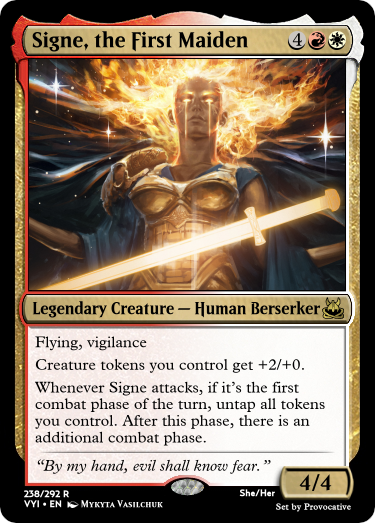 Signe, the First Maiden 4
Legendary Creature — Human Berserker
Flying, vigilance
Creature tokens you control get +2/+0.
Whenever Signe attacks, if it's the first
combat phase of the turn, untap all tokens
you control. After this phase, there is an
additional combat phase.
“By my hand, evil shall know fear.”
4/4
238/292 R She/Her
VYI • EN Mykyta Vasilchuk Set by Provocative